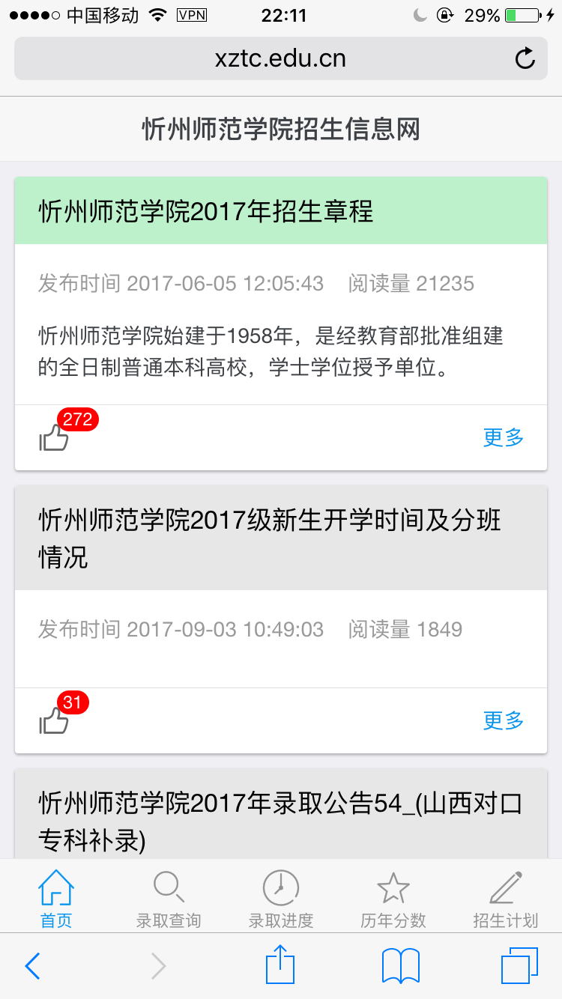 中国移动 VPN 22:11 29%
xztc.edu.cn
忻州师范学院招生信息网
忻州师范学院2017年招生章程
发布时间 2017-06-05 12:05:43 阅读量 21235
忻州师范学院始建于1958年，是经教育部批准组建
的全日制普通本科高校，学士学位授予单位。
272
更多
忻州师范学院2017级新生开学时间及分班
情况
发布时间 2017-09-03 10:49:03 阅读量 1849
31
更多
忻州师范学院2017年录取公告54_(山西对口
专科补录)
首页 录取查询 录取进度 历年分数 招生计划